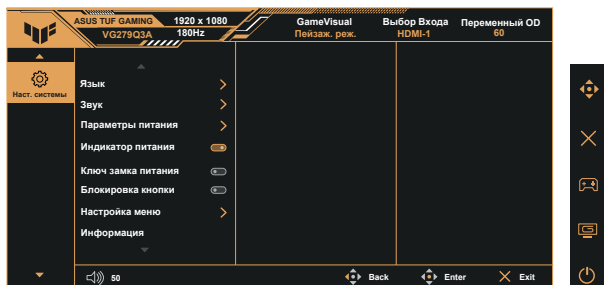 ASUS TUF GAMING 1920 x 1080 GameVisual Выбор Входа Переменный OD
VG279Q3A 180Hz Пейзаж. реж. HDMI-1 60
Наст. системы
Язык
Звук
Параметры питания
Индикатор питания
Ключ замка питания
Блокировка кнопки
Настройка меню
Информация
50 Back Enter Exit